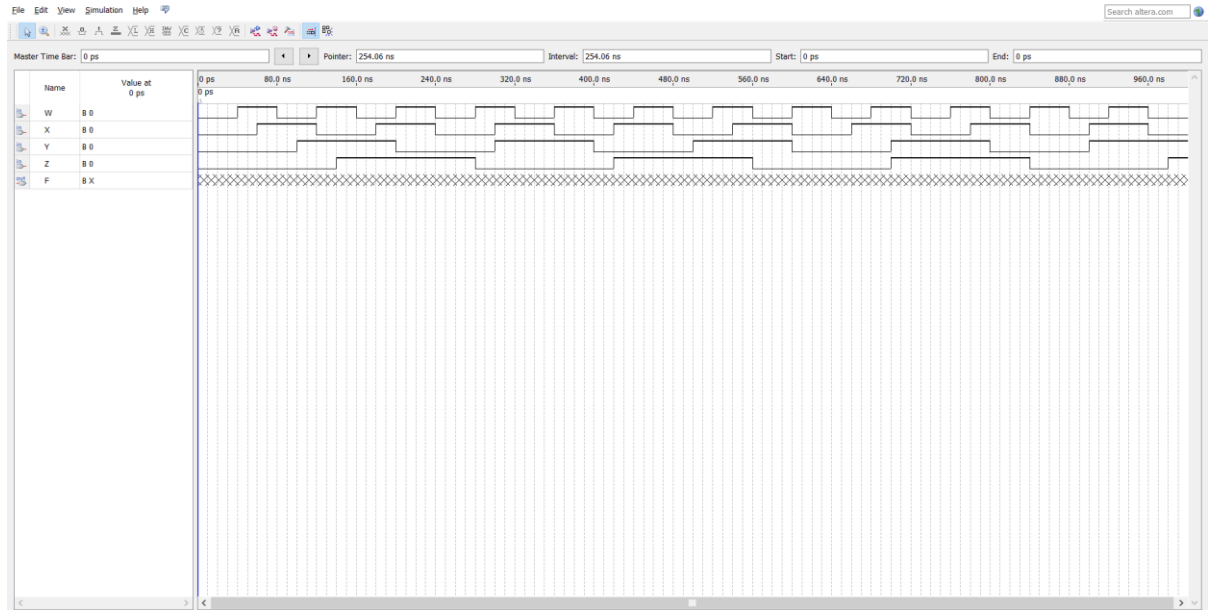 File Edit View Simulation Help
Search altera.com
Master Time Bar: 0 ps Pointer: 254.06 ns Interval: 254.06 ns Start: 0 ps End: 0 ps
Name Value at 0 ps
0 ps 80.0 ns 160.0 ns 240.0 ns 320.0 ns 400.0 ns 480.0 ns 560.0 ns 640.0 ns 720.0 ns 800.0 ns 880.0 ns 960.0 ns
0 ps
W B 0
X B 0
Y B 0
Z B 0
F B X